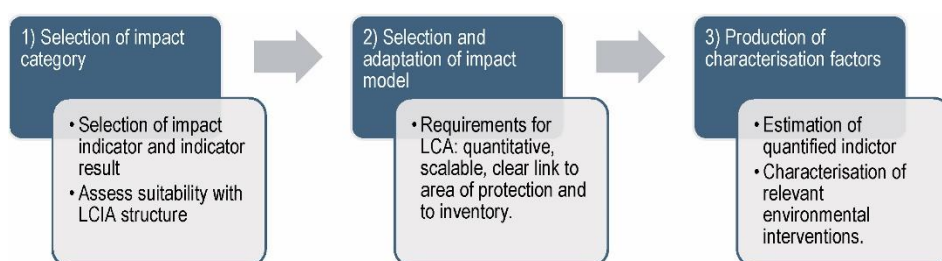 1) Selection of impact
category
• Selection of impact
indicator and indicator
result
• Assess suitability with
LCIA structure
2) Selection and
adaptation of impact
model
• Requirements for
LCA: quantitative,
scalable, clear link to
area of protection and
to inventory.
3) Production of
characterisation factors
• Estimation of
quantified indictor
• Characterisation of
relevant
environmental
interventions.